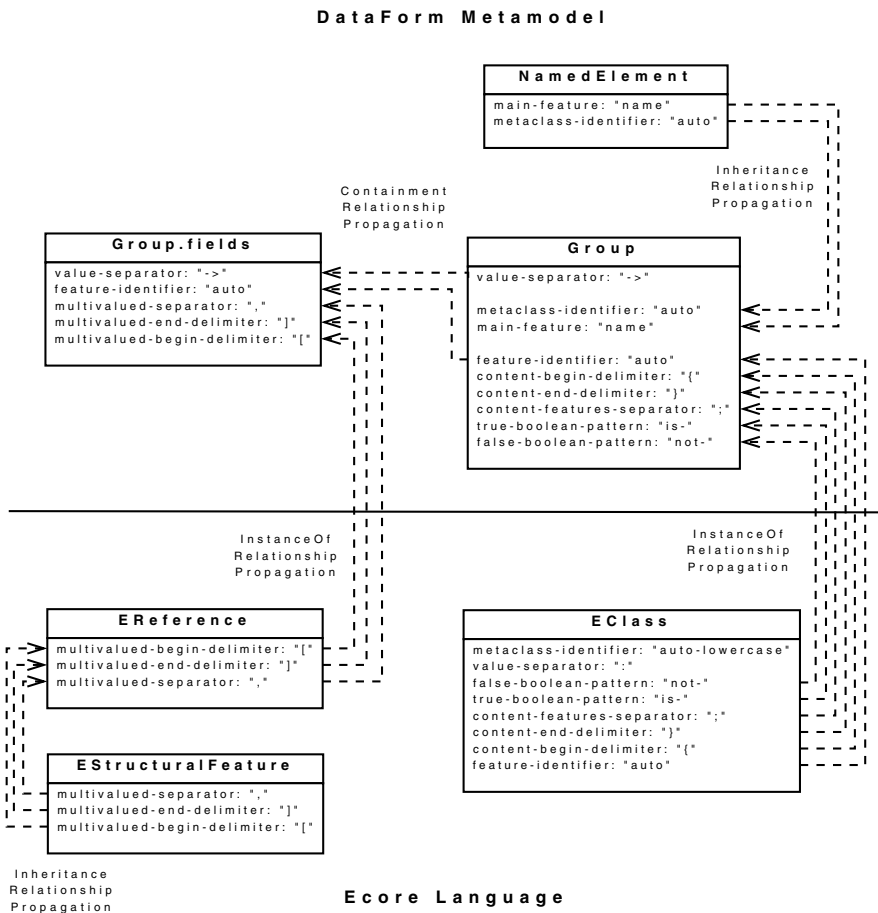 DataForm Metamodel
NamedElement
main-feature: "name"
metaclass-identifier: "auto"
Inheritance
Relationship
Propagation
Containment
Relationship
Propagation
Group.fields
value-separator: "->"
feature-identifier: "auto"
multivalued-separator: ","
multivalued-end-delimiter: "]"
multivalued-begin-delimiter: "["
Group
value-separator: "->"
metaclass-identifier: "auto"
main-feature: "name"
feature-identifier: "auto"
content-begin-delimiter: "{"
content-end-delimiter: "}"
content-features-separator: ";"
true-boolean-pattern: "is-"
false-boolean-pattern: "not-"
InstanceOf
Relationship
Propagation
InstanceOf
Relationship
Propagation
EReference
multivalued-begin-delimiter: "["
multivalued-end-delimiter: "]"
multivalued-separator: ","
EClass
metaclass-identifier: "auto-lowercase"
value-separator: ":"
false-boolean-pattern: "not-"
true-boolean-pattern: "is-"
content-features-separator: ";"
content-end-delimiter: "}"
content-begin-delimiter: "{"
feature-identifier: "auto"
EStructuralFeature
multivalued-separator: ","
multivalued-end-delimiter: "]"
multivalued-begin-delimiter: "["
Inheritance
Relationship
Propagation
Ecore Language